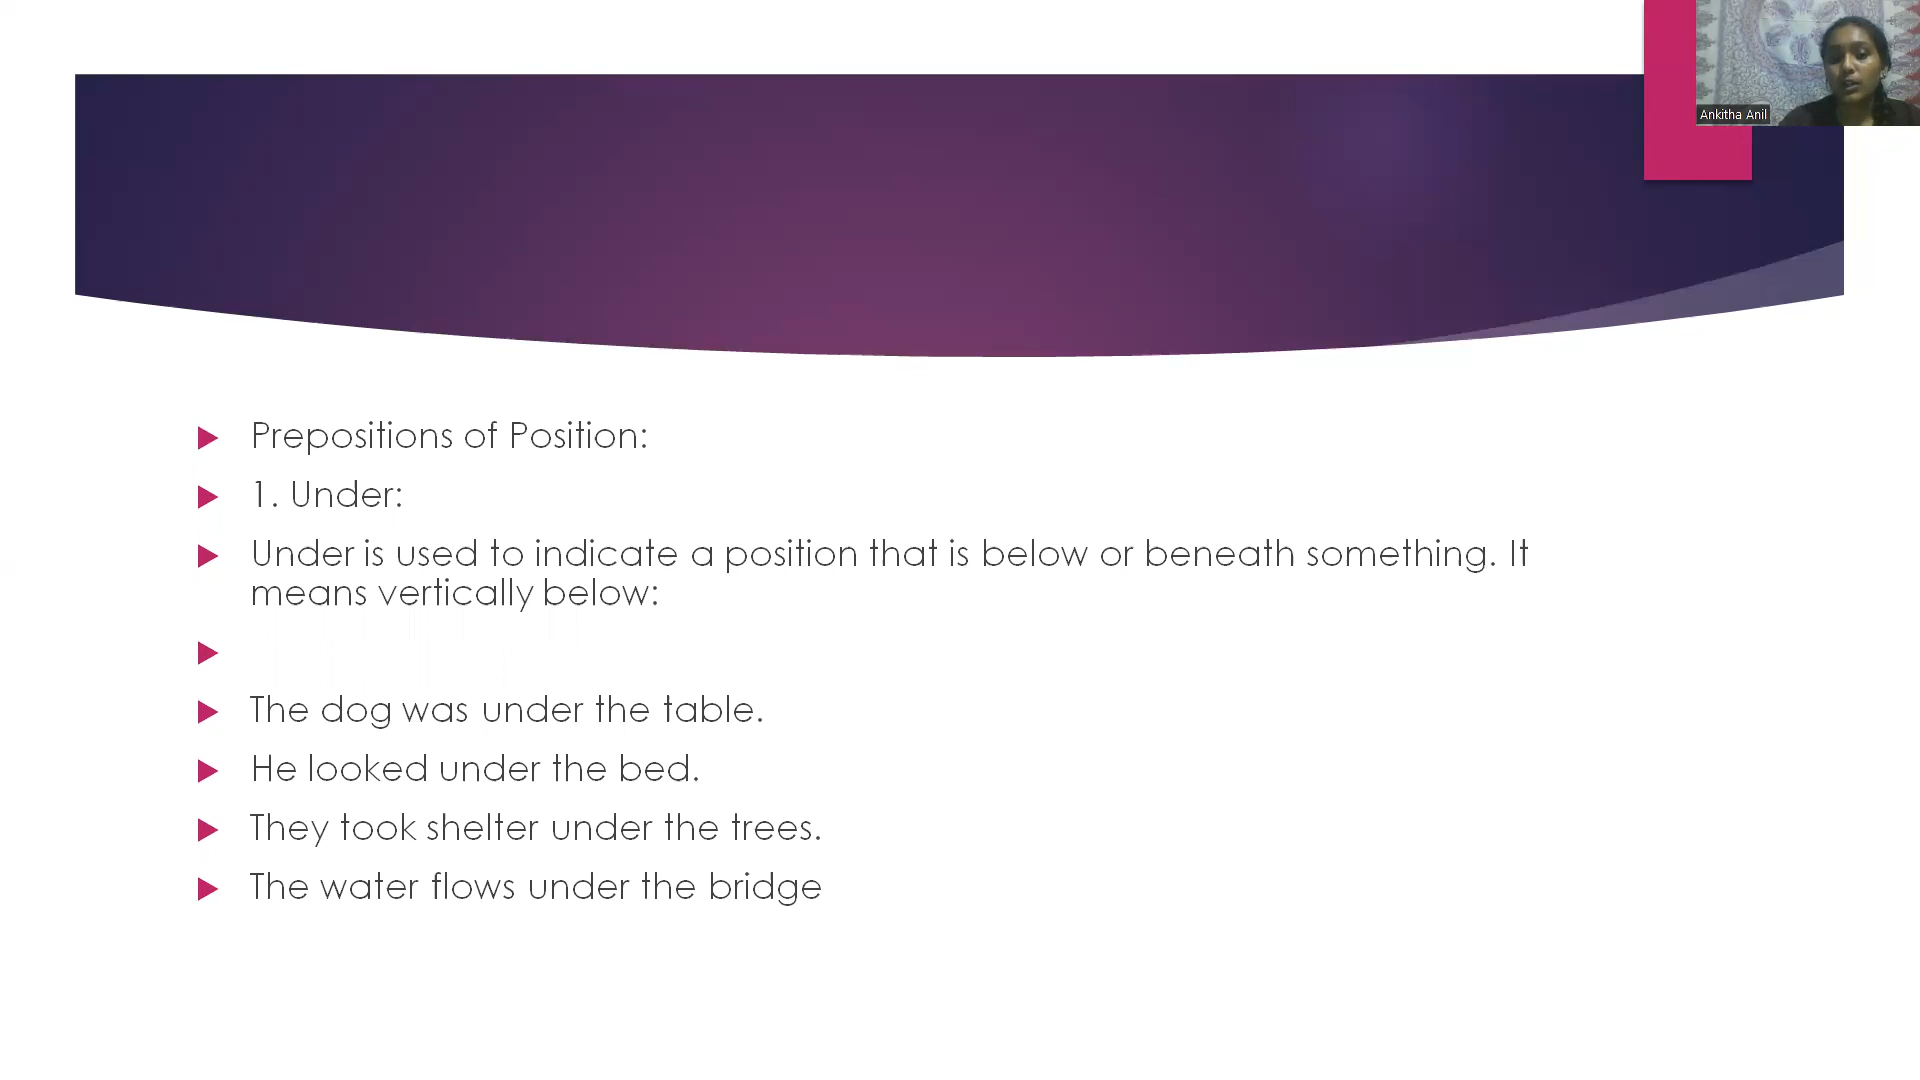 Ankitha Anil
Prepositions of Position:
1. Under:
Under is used to indicate a position that is below or beneath something. It
means vertically below:
The dog was under the table.
He looked under the bed.
They took shelter under the trees.
The water flows under the bridge